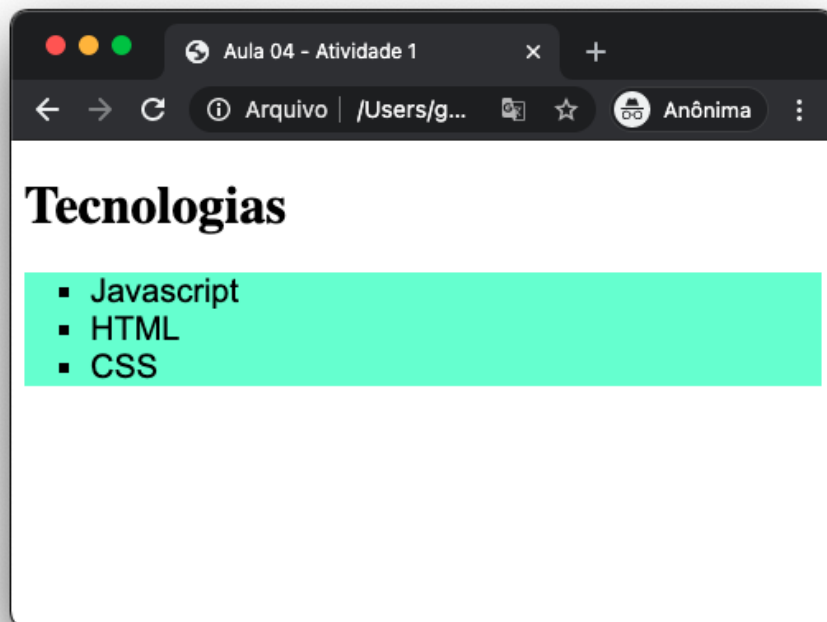 Aula 04 - Atividade 1
Arquivo /Users/g... Anônima
Tecnologias
Javascript
HTML
CSS